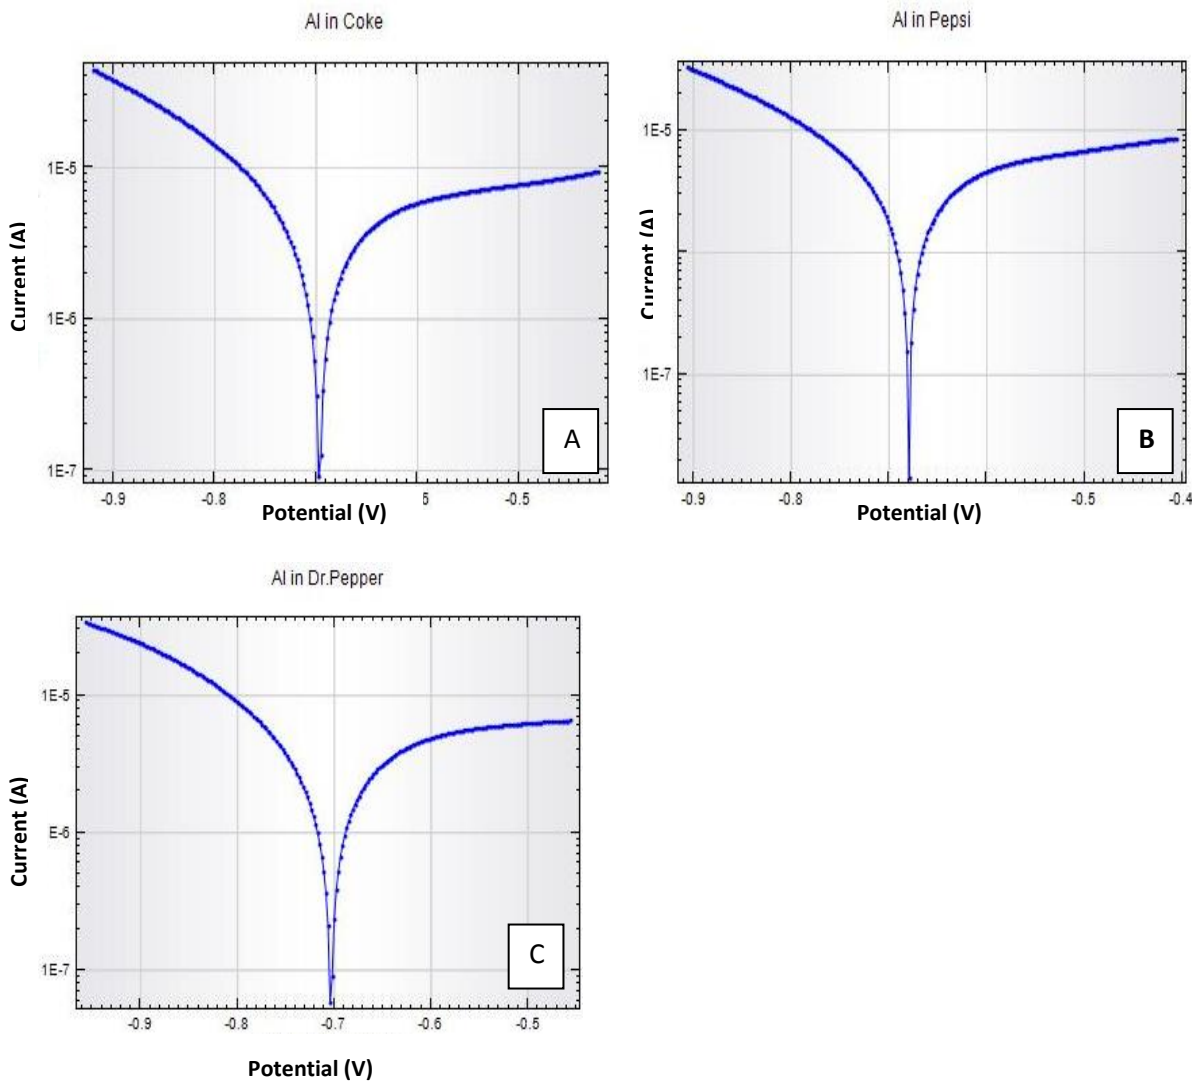 Al in Coke
1E-5
1E-6
1E-7
Current (A)
-0.9
-0.8
6
-0.5
Potential (V)
A
Al in Pepsi
1E-5
1E-7
Current (A)
-0.9
-0.8
-0.5
-0.4
Potential (V)
B
Al in Dr.Pepper
1E-5
E-6
1E-7
Current (A)
-0.9
-0.8
-0.7
-0.6
-0.5
Potential (V)
C